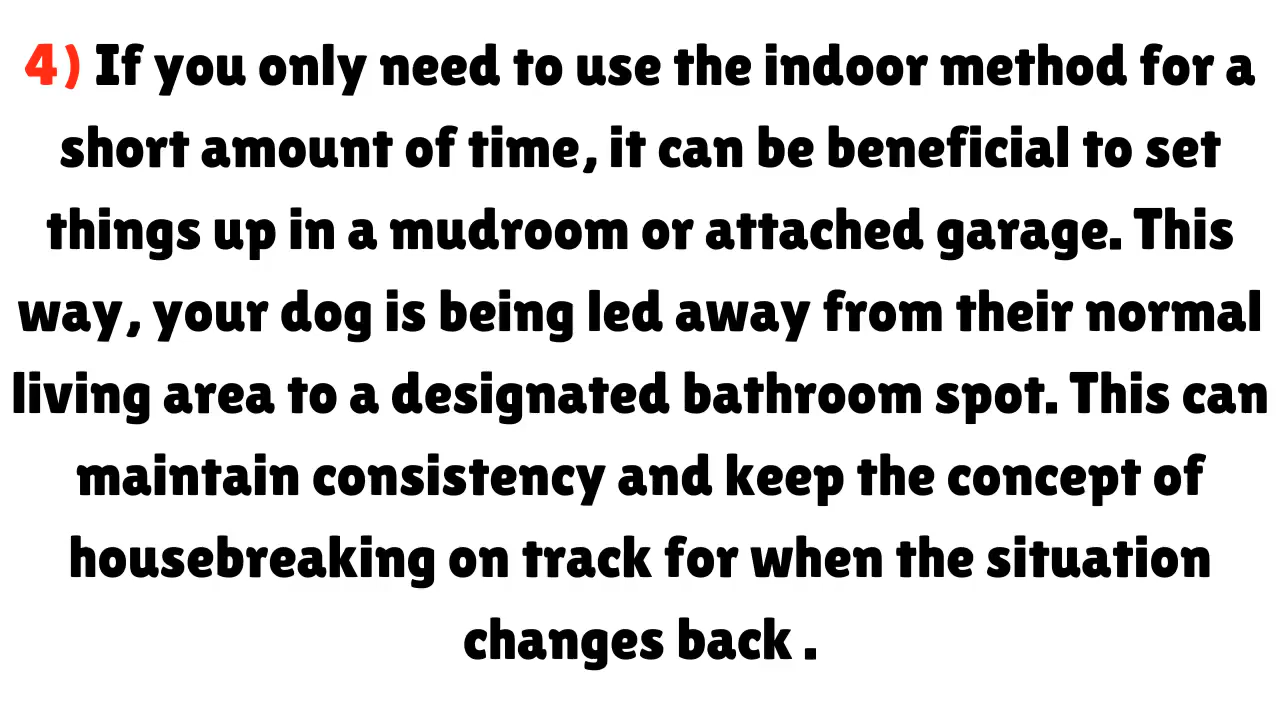 4) If you only need to use the indoor method for a
short amount of time, it can be beneficial to set
things up in a mudroom or attached garage. This
way, your dog is being led away from their normal
living area to a designated bathroom spot. This can
maintain consistency and keep the concept of
housebreaking on track for when the situation
changes back .